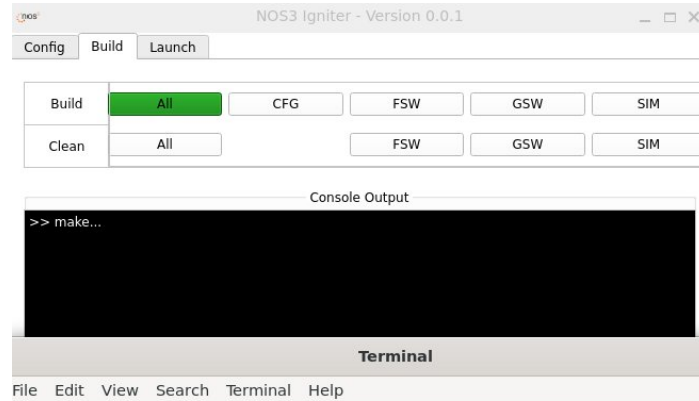 nos³ NOS3 Igniter - Version 0.0.1
Config Build Launch
Build All CFG FSW GSW SIM
Clean All FSW GSW SIM
Console Output
>> make...
Terminal
File Edit View Search Terminal Help